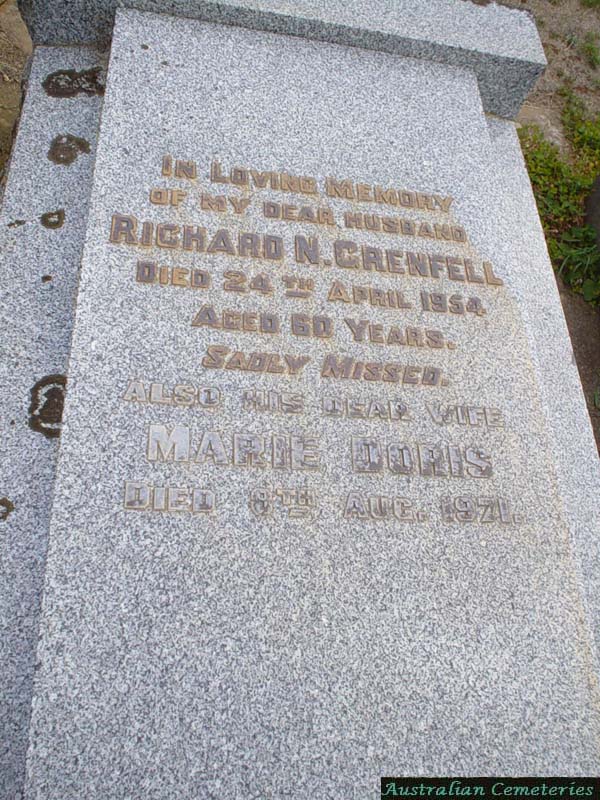 IN LOVING MEMORY
OF MY DEAR HUSBAND
RICHARD N. GRENFELL
DIED 24TH APRIL 1954
AGED 60 YEARS.
SADLY MISSED.
ALSO HIS DEAR WIFE
MARIE DORIS
DIED 8TH AUG. 1971.
Australian Cemeteries